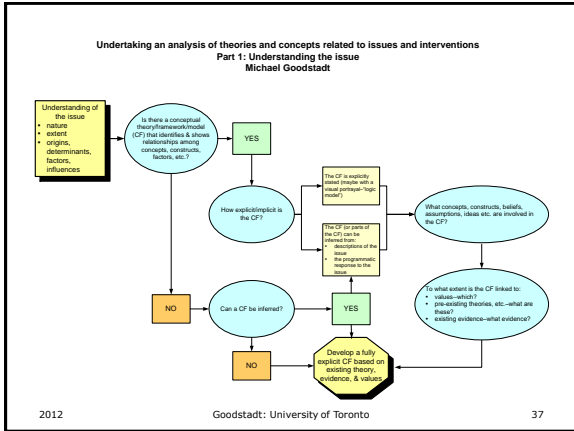 Undertaking an analysis of theories and concepts related to issues and interventions
Part 1: Understanding the issue
Michael Goodstadt
Understanding of
the issue
• nature
• extent
• origins,
determinants,
factors,
influences
Is there a conceptual
theory/framework/model
(CF) that identifies & shows
relationships among
concepts, constructs,
factors, etc.?
YES
How explicit/implicit is
the CF?
The CF is explicitly
stated (maybe with a
visual portrayal-"logic
model")
The CF (or parts of
the CF) can be
inferred from:
• descriptions of the
issue
• the programmatic
response to the
issue
What concepts, constructs, beliefs,
assumptions, ideas etc. are involved in
the CF?
To what extent is the CF linked to:
• values--which?
• pre-existing theories, etc.--what are
these?
• existing evidence--what evidence?
NO
Can a CF be inferred?
YES
NO
Develop a fully
explicit CF based on
existing theory,
evidence, & values
2012
Goodstadt: University of Toronto
37